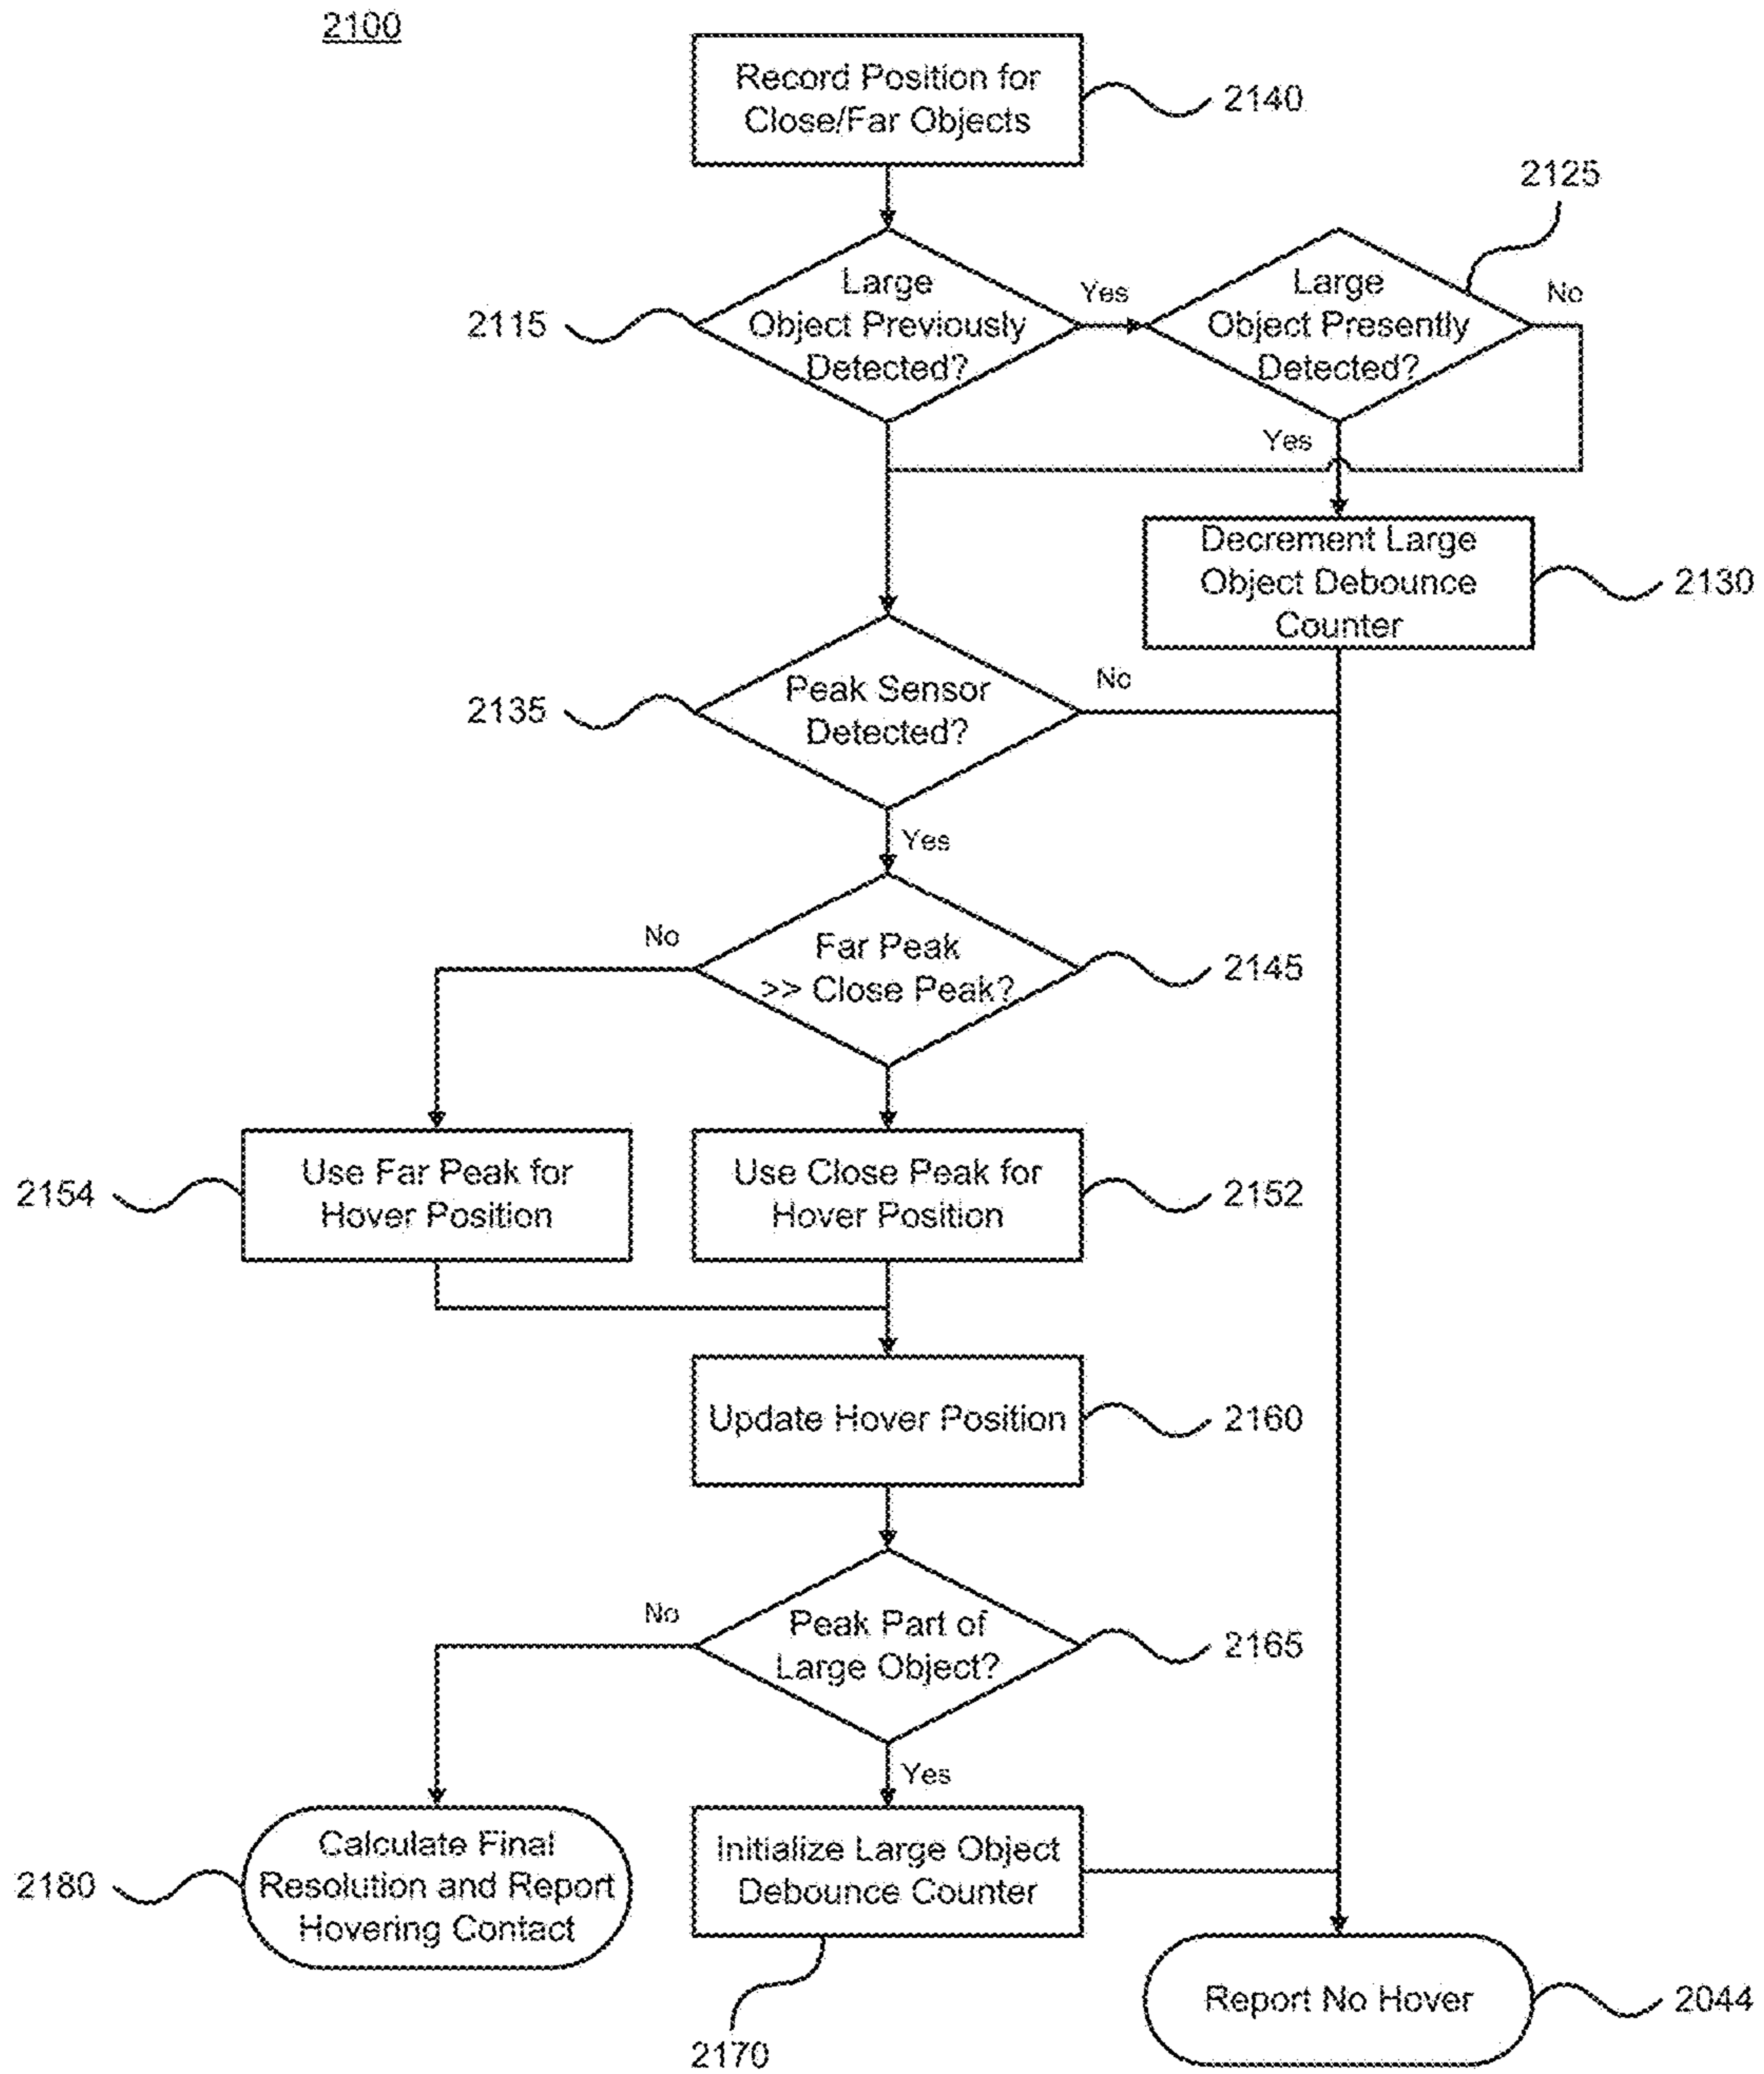 2100
Record Position for
Close/Far Objects
2140
2125
Large
Object Previously
Detected?
2115
Yes
Large
Object Presently
Detected?
No
Yes
Decrement Large
Object Debounce
Counter
2130
Peak Sensor
Detected?
2135
No
Yes
Far Peak
>> Close Peak?
2145
No
Use Far Peak for
Hover Position
2154
Use Close Peak for
Hover Position
2152
Update Hover Position
2160
Peak Part of
Large Object?
2165
No
Yes
Calculate Final
Resolution and Report
Hovering Contact
2180
Initialize Large Object
Debounce Counter
2170
Report No Hover
2044